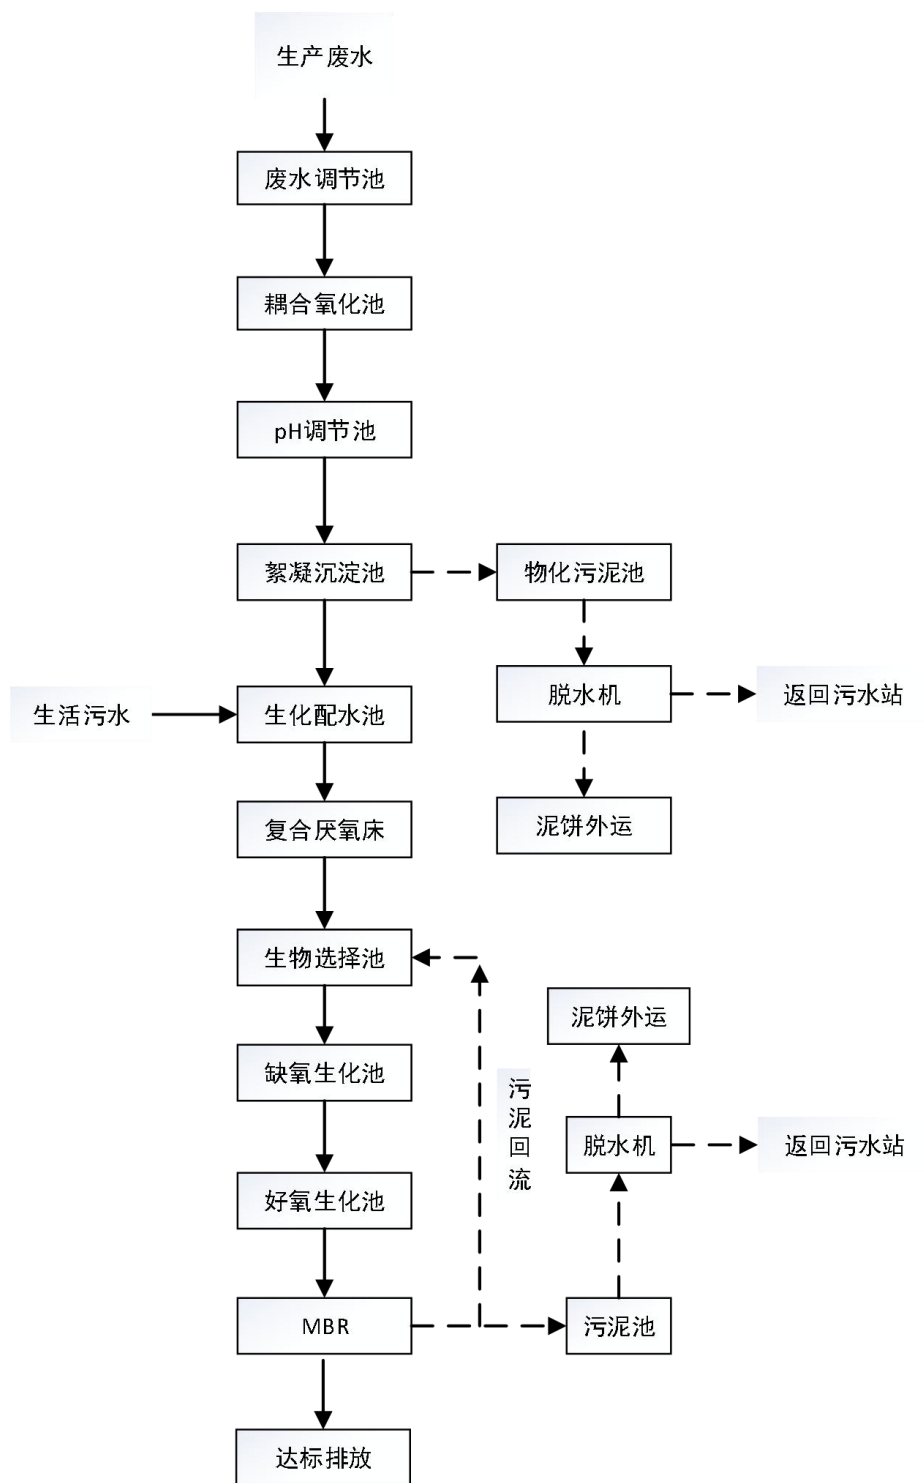 生产废水
废水调节池
耦合氧化池
pH调节池
絮凝沉淀池
物化污泥池
脱水机
返回污水站
生活污水
生化配水池
泥饼外运
复合厌氧床
生物选择池
泥饼外运
缺氧生化池
污泥回流
脱水机
返回污水站
好氧生化池
MBR
污泥池
达标排放